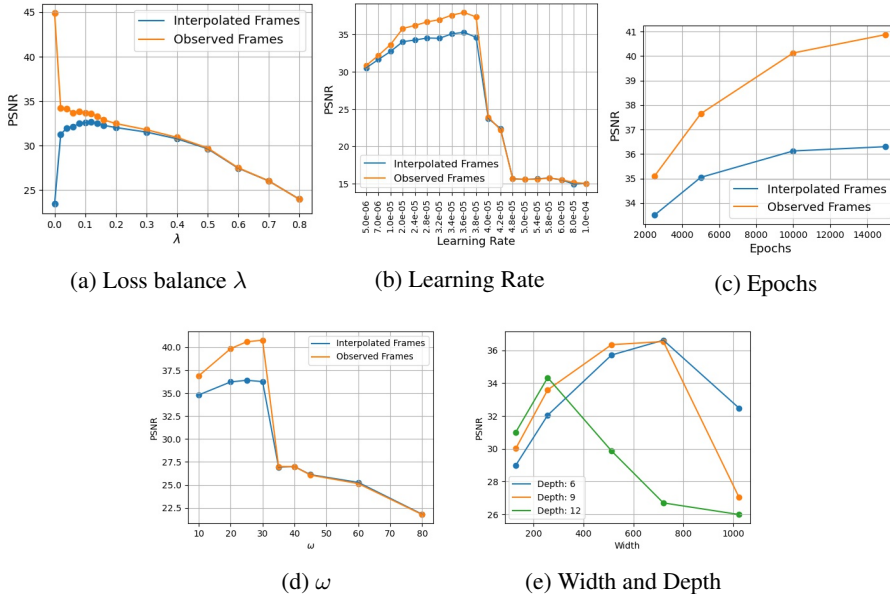 Interpolated Frames
Observed Frames
PSNR
45
40
35
30
25
0.0 0.1 0.2 0.3 0.4 0.5 0.6 0.7 0.8
λ
(a) Loss balance λ
PSNR
35
30
25
20
15
Interpolated Frames
Observed Frames
5.0e-06
7.0e-06
1.0e-05
2.0e-05
2.4e-05
2.8e-05
3.2e-05
3.4e-05
3.6e-05
3.8e-05
4.0e-05
4.2e-05
4.8e-05
5.0e-05
5.4e-05
5.8e-05
6.0e-05
8.0e-05
1.0e-04
Learning Rate
(b) Learning Rate
PSNR
41
40
39
38
37
36
35
34
Interpolated Frames
Observed Frames
2000 4000 6000 8000 10000 12000 14000
Epochs
(c) Epochs
Interpolated Frames
Observed Frames
PSNR
40.0
37.5
35.0
32.5
30.0
27.5
25.0
22.5
10 20 30 40 50 60 70 80
ω
(d) ω
PSNR
36
34
32
30
28
26
Depth: 6
Depth: 9
Depth: 12
200 400 600 800 1000
Width
(e) Width and Depth